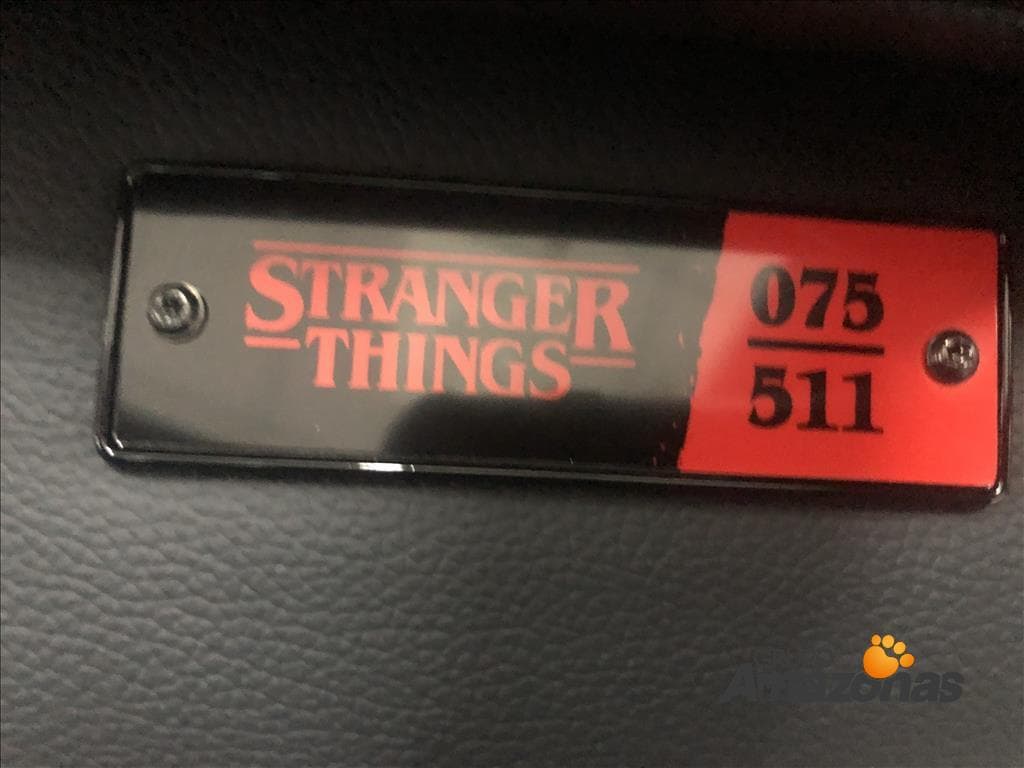 STRANGER
THINGS
075
511
Amazonas